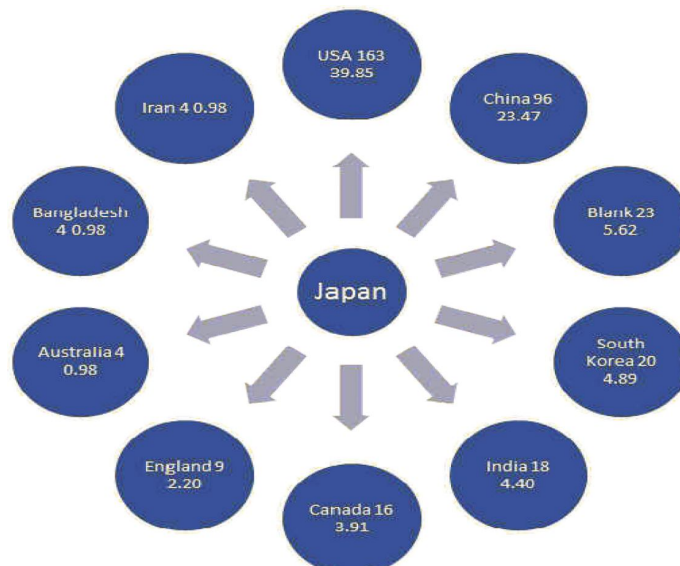 USA 163
39.85
China 96
23.47
Blank 23
5.62
South
Korea 20
4.89
India 18
4.40
Canada 16
3.91
England 9
2.20
Australia 4
0.98
Bangladesh
4 0.98
Iran 4 0.98
Japan